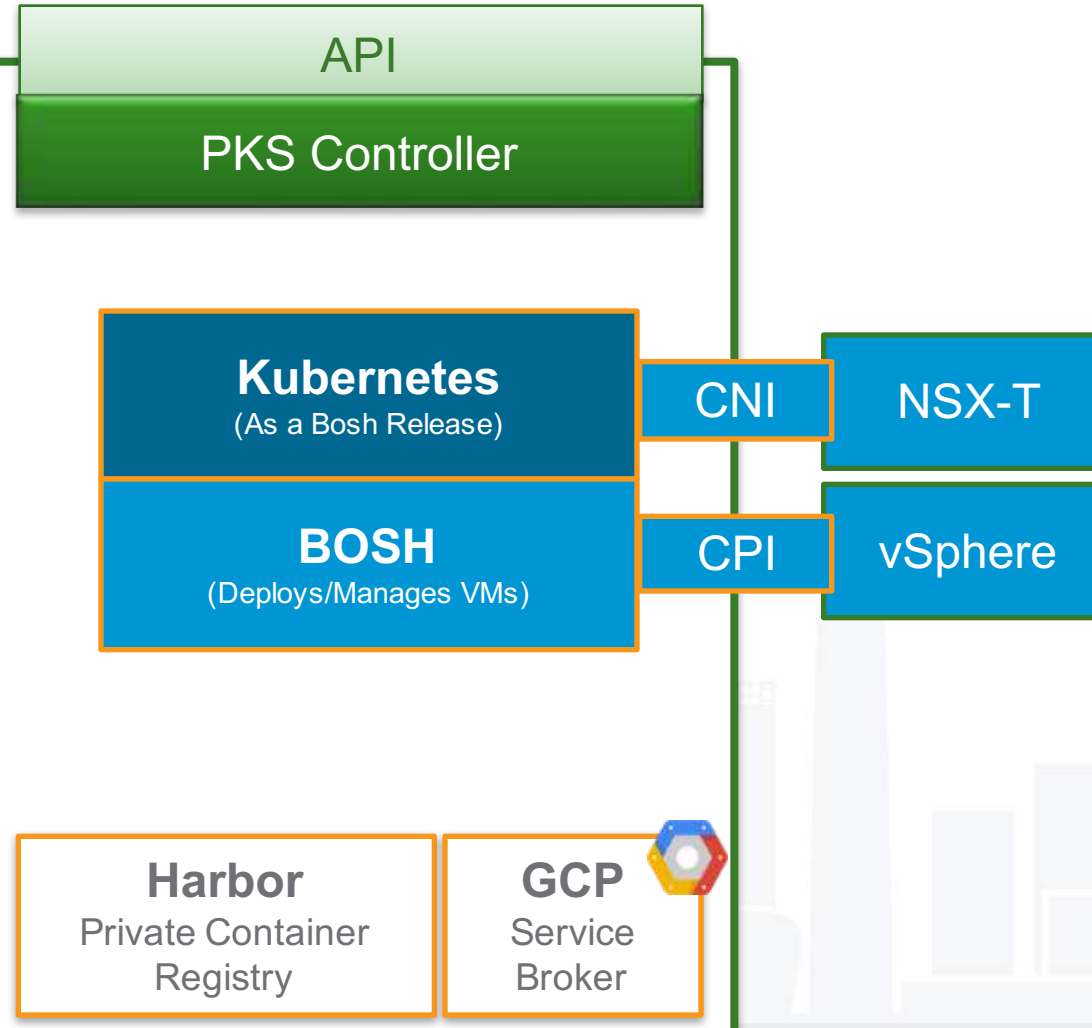 API
PKS Controller
Kubernetes
(As a Bosh Release)
CNI
NSX-T
BOSH
(Deploys/Manages VMs)
CPI
vSphere
Harbor
Private Container
Registry
GCP
Service
Broker